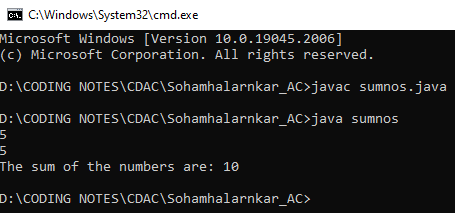 C:\Windows\System32\cmd.exe
Microsoft Windows [Version 10.0.19045.2006]
(c) Microsoft Corporation. All rights reserved.
D:\CODING NOTES\CDAC\Sohamhalarnkar_AC>javac sumnos.java
D:\CODING NOTES\CDAC\Sohamhalarnkar_AC>java sumnos
5
5
The sum of the numbers are: 10
D:\CODING NOTES\CDAC\Sohamhalarnkar_AC>